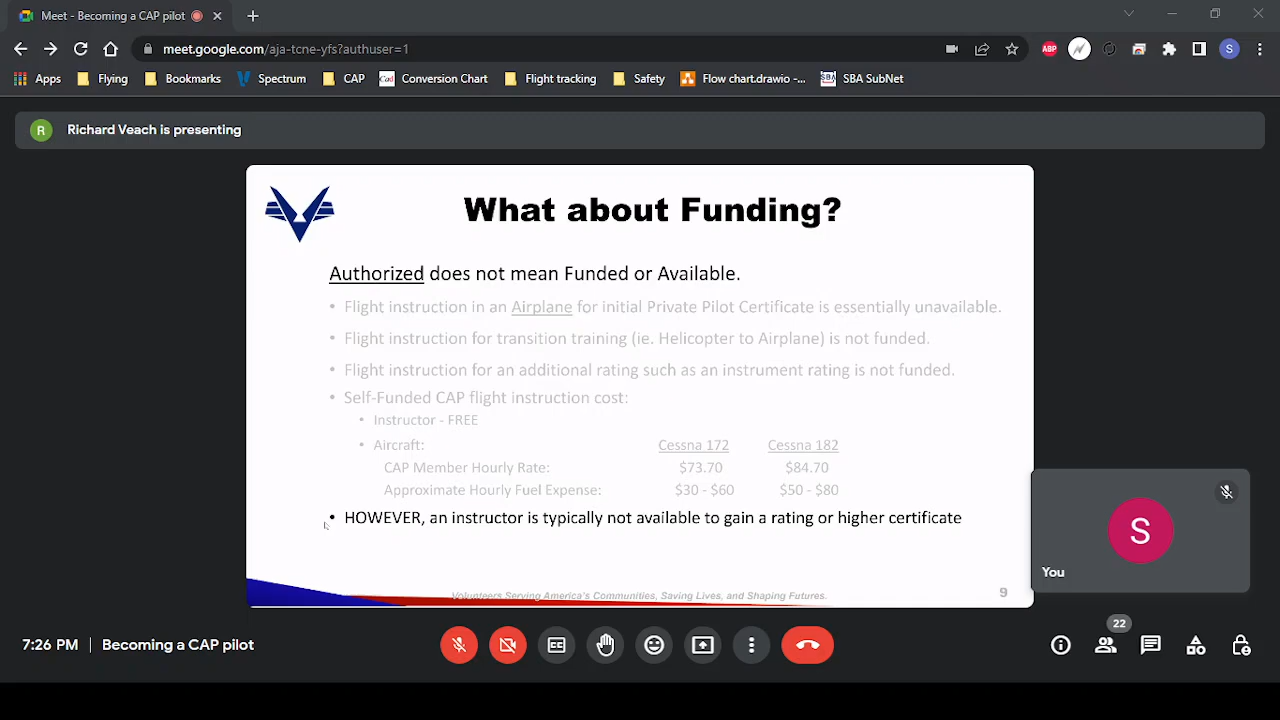 Meet - Becoming a CAP pilot
meet.google.com/aja-tcne-yfs?authuser=1
ABP
S
Apps
Flying
Bookmarks
Spectrum
CAP
Cad
Conversion Chart
Flight tracking
Safety
Flow chart.drawio -...
SBA
SBA SubNet
R
Richard Veach is presenting
What about Funding?
Authorized does not mean Funded or Available.
• Flight instruction in an Airplane for initial Private Pilot Certificate is essentially unavailable.
• Flight instruction for transition training (ie. Helicopter to Airplane) is not funded.
• Flight instruction for an additional rating such as an instrument rating is not funded.
• Self-Funded CAP flight instruction cost:
• Instructor - FREE
• Aircraft: Cessna 172 Cessna 182
CAP Member Hourly Rate: $73.70 $84.70
Approximate Hourly Fuel Expense: $30 - $60 $50 - $80
• HOWEVER, an instructor is typically not available to gain a rating or higher certificate
Volunteers Serving America's Communities, Saving Lives, and Shaping Futures.
9
S
You
7:26 PM | Becoming a CAP pilot
CC
22